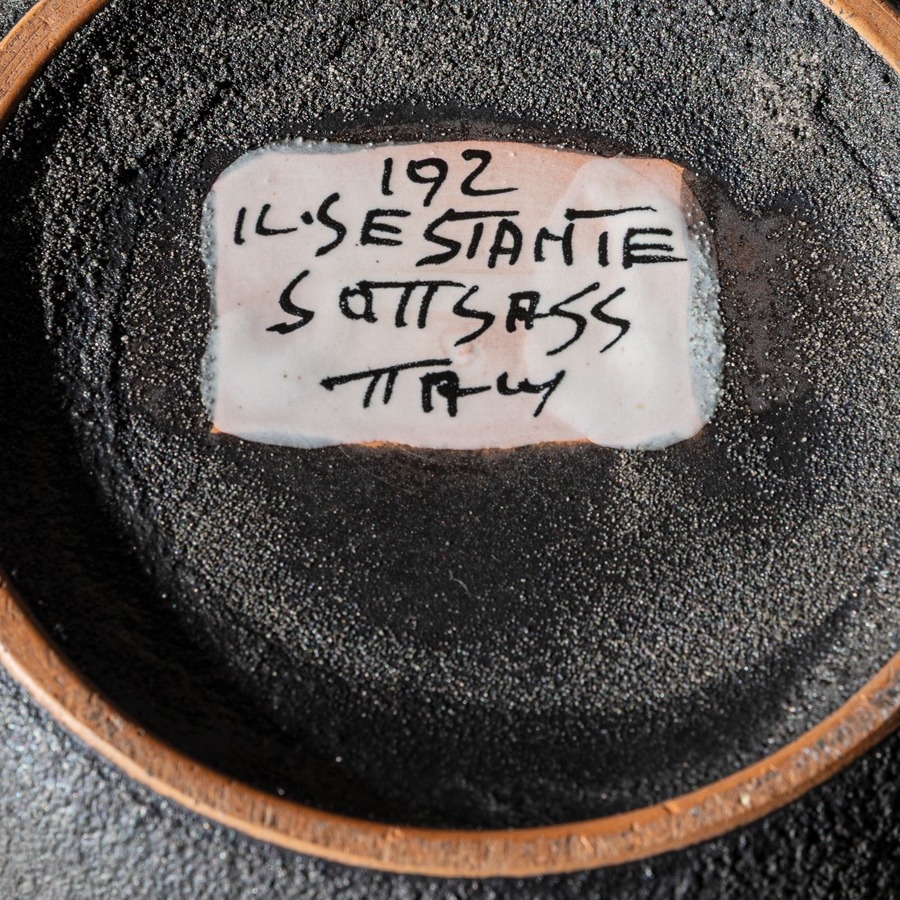 192
IL·SESTANTE
SOTTSASS
ITALY